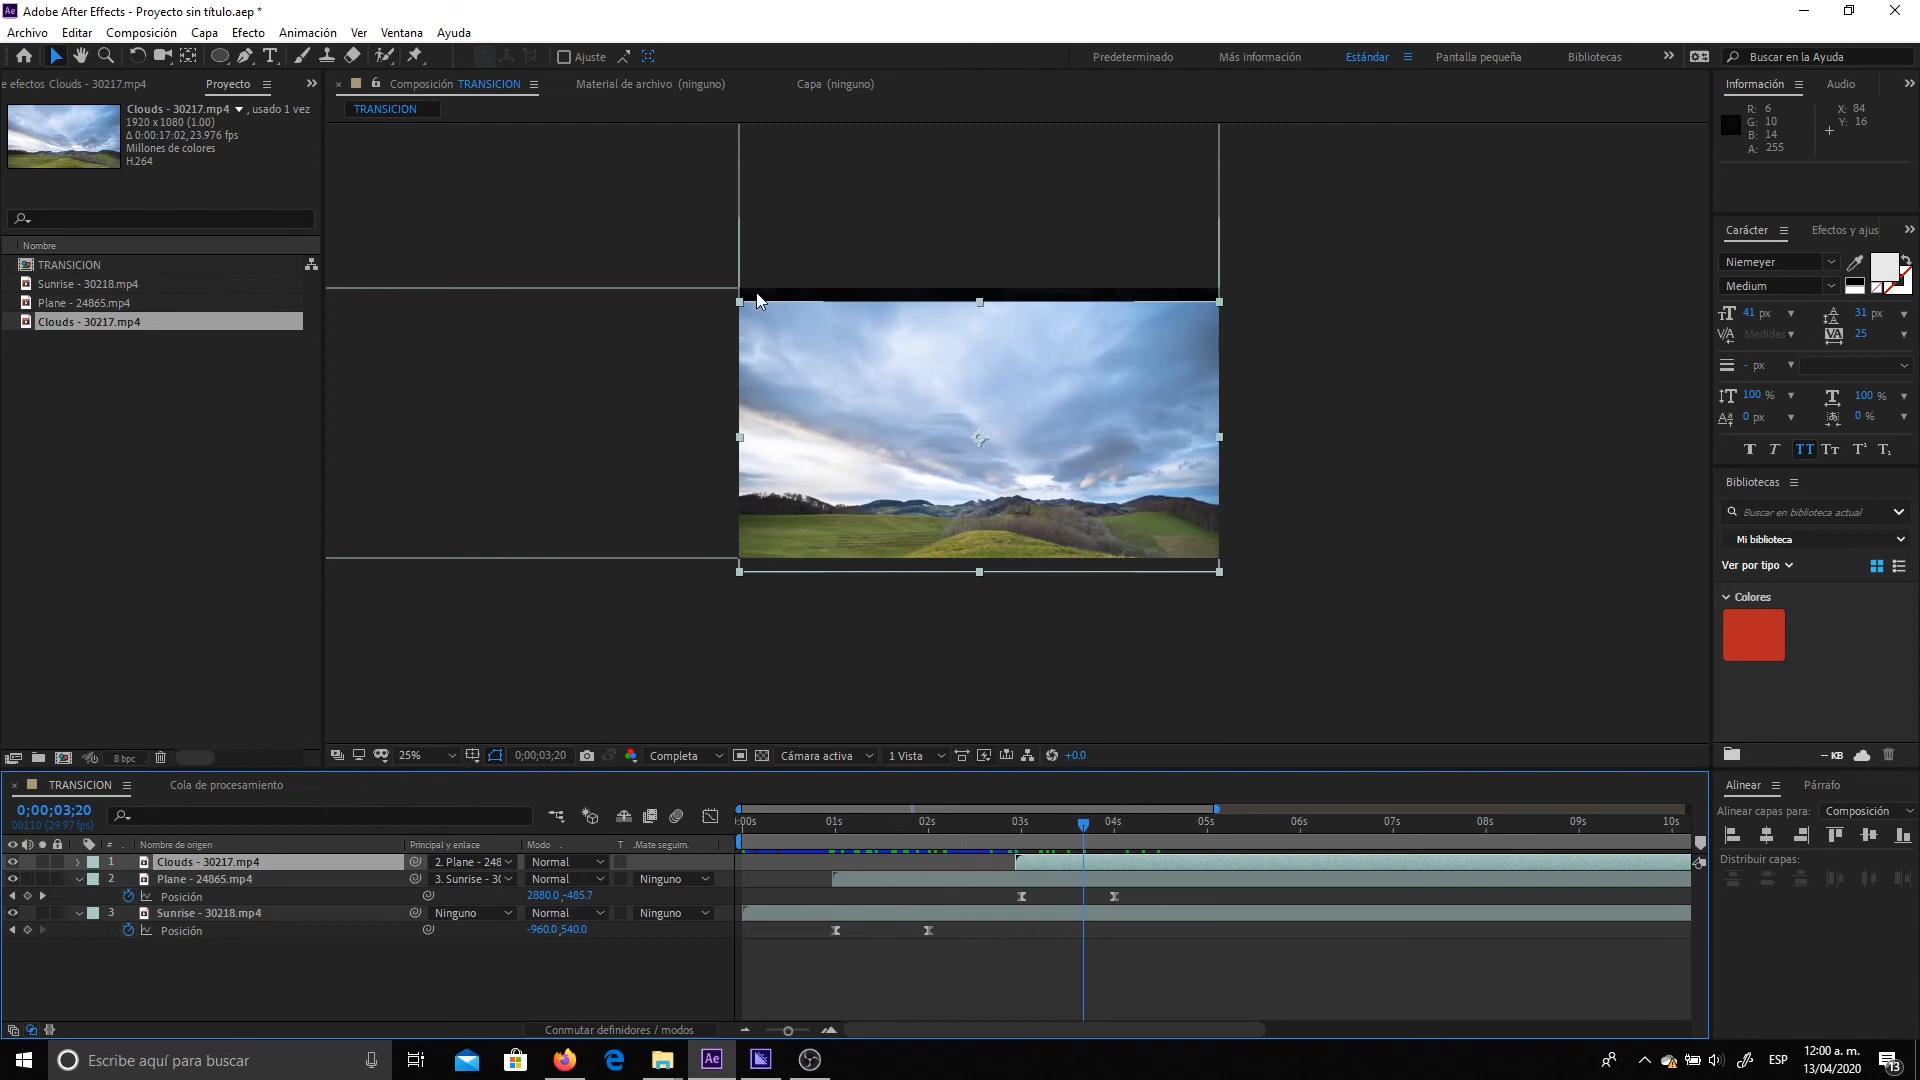 Adobe After Effects - Proyecto sin título.aep *
Archivo Editar Composición Capa Efecto Animación Ver Ventana Ayuda
Ajuste Predeterminado Más información Estándar Pantalla pequeña Bibliotecas Buscar en la Ayuda
e efectos Clouds - 30217.mp4 Proyecto
Composición TRANSICION Material de archivo (ninguno) Capa (ninguno)
TRANSICION
Clouds - 30217.mp4 , usado 1 vez
1920 x 1080 (1.00)
Δ 0:00:17:02, 23.976 fps
Millones de colores
H.264
Nombre
TRANSICION
Sunrise - 30218.mp4
Plane - 24865.mp4
Clouds - 30217.mp4
8 bpc
25% 0;00;03;20 Completa Cámara activa 1 Vista +0.0
Información Audio
R: 6 X: 84
G: 10 Y: 16
B: 14
A: 255
Carácter Efectos y ajus
Niemeyer
Medium
41 px 31 px
Medidas 25
- px
100 % 100 %
0 px 0 %
Bibliotecas
Buscar en biblioteca actual
Mi biblioteca
Ver por tipo
Colores
-- KB
TRANSICION Cola de procesamiento
0;00;03;20
00110 (29.97 fps)
:00s 01s 02s 03s 04s 05s 06s 07s 08s 09s 10s
# Nombre de origen Principal y enlace Modo T .Mate seguim.
1 Clouds - 30217.mp4 2. Plane - 248 Normal
2 Plane - 24865.mp4 3. Sunrise - 30 Normal Ninguno
Posición 2880.0,-485.7
3 Sunrise - 30218.mp4 Ninguno Normal Ninguno
Posición -960.0,540.0
Conmutar definidores / modos
Alinear Párrafo
Alinear capas para: Composición
Distribuir capas:
Escribe aquí para buscar
Ae
ESP
12:00 a. m.
13/04/2020
13